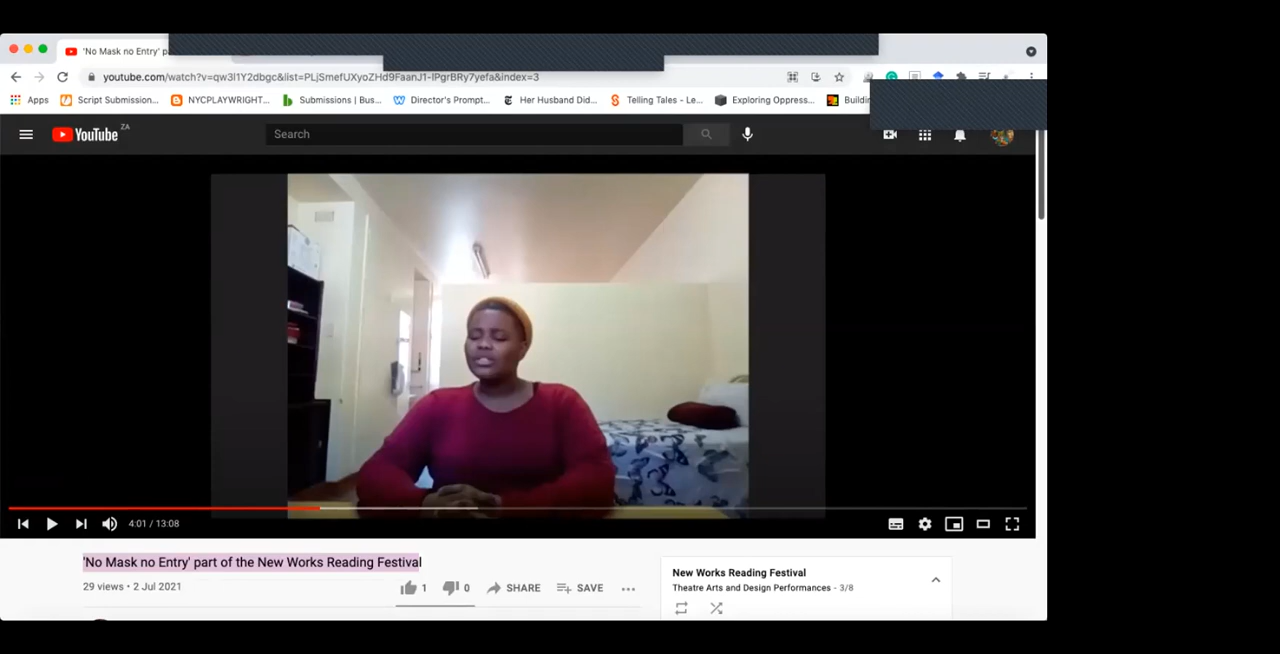 'No Mask no Entry' p
youtube.com/watch?v=qw3l1Y2dbgc&list=PLjSmefUXyoZHd9FaanJ1-IPgrBRy7yefa&index=3
Apps Script Submission... NYCPLAYWRIGHT... Submissions | Bus... Director's Prompt... Her Husband Did... Telling Tales - Le... Exploring Oppress... Buildin
YouTube ZA Search
4:01 / 13:08
'No Mask no Entry' part of the New Works Reading Festival
29 views • 2 Jul 2021 1 0 SHARE SAVE
New Works Reading Festival
Theatre Arts and Design Performances - 3/8